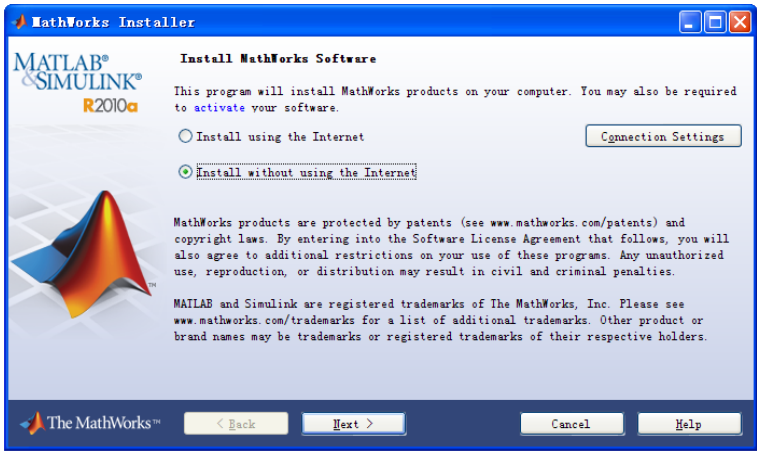 MathWorks Installer
MATLAB®
&SIMULINK®
R2010a
Install MathWorks Software
This program will install MathWorks products on your computer. You may also be required
to activate your software.
Install using the Internet
Connection Settings
Install without using the Internet
MathWorks products are protected by patents (see www.mathworks.com/patents) and
copyright laws. By entering into the Software License Agreement that follows, you will
also agree to additional restrictions on your use of these programs. Any unauthorized
use, reproduction, or distribution may result in civil and criminal penalties.
MATLAB and Simulink are registered trademarks of The MathWorks, Inc. Please see
www.mathworks.com/trademarks for a list of additional trademarks. Other product or
brand names may be trademarks or registered trademarks of their respective holders.
TM
The MathWorks™
< Back
Next >
Cancel
Help